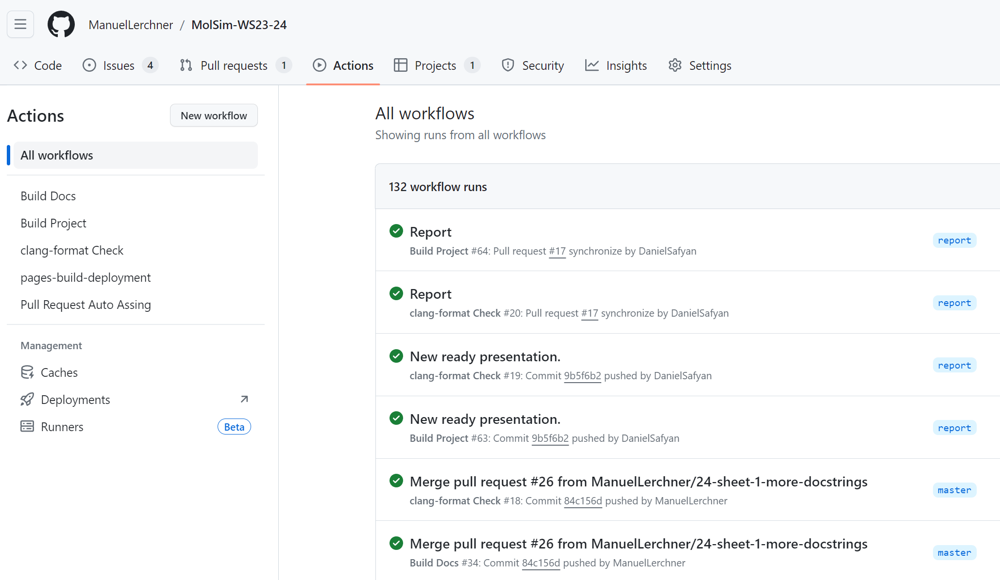 ManuelLerchner / MolSim-WS23-24
Code Issues 4 Pull requests 1 Actions Projects 1 Security Insights Settings
Actions
New workflow
All workflows
Build Docs
Build Project
clang-format Check
pages-build-deployment
Pull Request Auto Assing
Management
Caches
Deployments
Runners Beta
All workflows
Showing runs from all workflows
132 workflow runs
Report
Build Project #64: Pull request #17 synchronize by DanielSafyan
report
Report
clang-format Check #20: Pull request #17 synchronize by DanielSafyan
report
New ready presentation.
clang-format Check #19: Commit 9b5f6b2 pushed by DanielSafyan
report
New ready presentation.
Build Project #63: Commit 9b5f6b2 pushed by DanielSafyan
report
Merge pull request #26 from ManuelLerchner/24-sheet-1-more-docstrings
clang-format Check #18: Commit 84c156d pushed by ManuelLerchner
master
Merge pull request #26 from ManuelLerchner/24-sheet-1-more-docstrings
Build Docs #34: Commit 84c156d pushed by ManuelLerchner
master